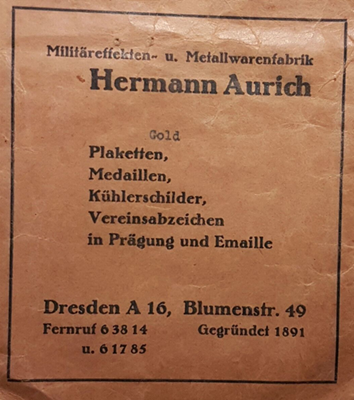 Militäreffekten- u. Metallwarenfabrik
Hermann Aurich
Gold
Plaketten,
Medaillen,
Kühlerschilder,
Vereinsabzeichen
in Prägung und Emaille
Dresden A 16, Blumenstr. 49
Fernruf 6 38 14 Gegründet 1891
u. 6 17 85